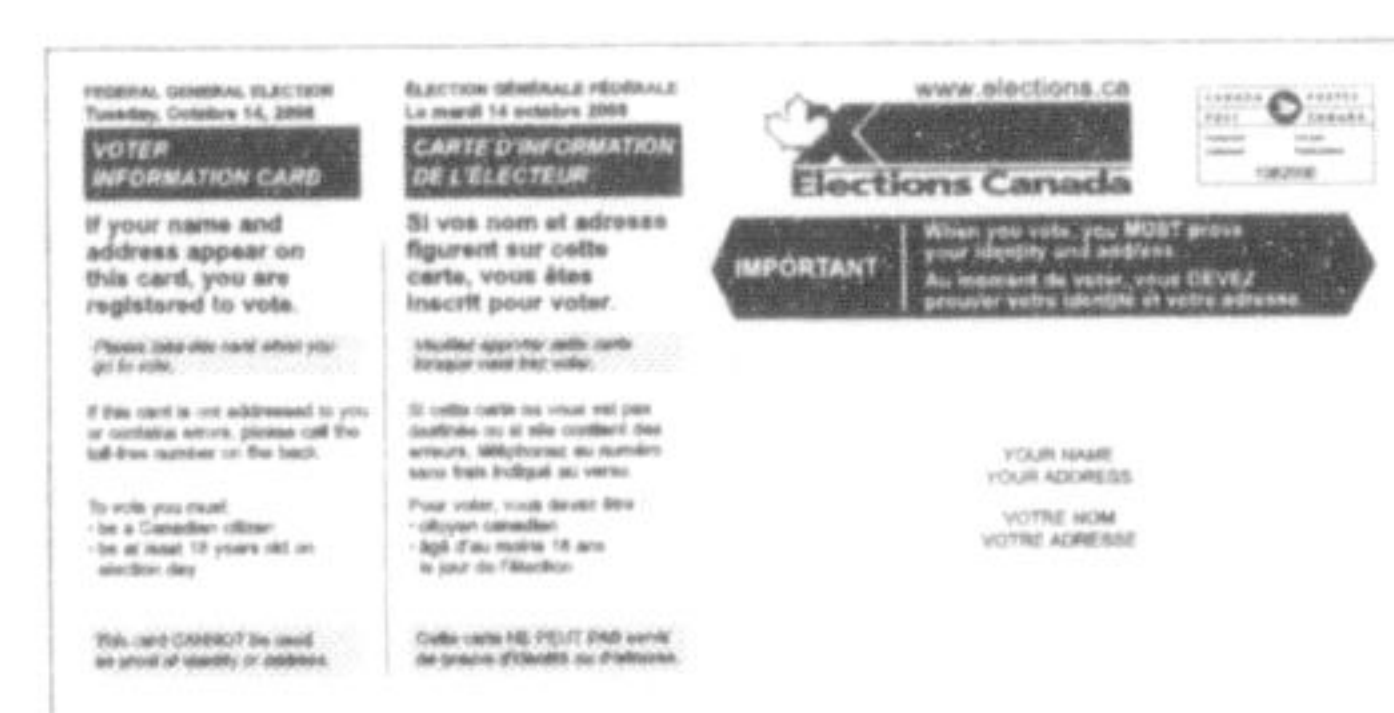 FEDERAL GENERAL ELECTION
Tuesday, October 14, 2008
VOTER
INFORMATION CARD
If your name and
address appear on
this card, you are
registered to vote.
Please take this card when you
go to vote.
If this card is not addressed to you
or contains errors, please call the
toll-free number on the back.
To vote you must:
- be a Canadian citizen
- be at least 18 years old on
election day
This card CANNOT be used
as proof of identity or address.
ÉLECTION GÉNÉRALE FÉDÉRALE
Le mardi 14 octobre 2008
CARTE D'INFORMATION
DE L'ÉLECTEUR
Si vos nom et adresse
figurent sur cette
carte, vous êtes
inscrit pour voter.
Veuillez apporter cette carte
lorsque vous irez voter.
Si cette carte ne vous est pas
destinée ou si elle contient des
erreurs, téléphonez au numéro
sans frais indiqué au verso.
Pour voter, vous devez être
- citoyen canadien
- âgé d'au moins 18 ans
le jour de l'élection
Cette carte NE PEUT PAS servir
de preuve d'identité ou d'adresse.
www.elections.ca
Elections Canada
CANADA POSTES
POST CANADA
IMPORTANT
When you vote, you MUST prove
your identity and address.
Au moment de voter, vous DEVEZ
prouver votre identité et votre adresse.
YOUR NAME
YOUR ADDRESS
VOTRE NOM
VOTRE ADRESSE